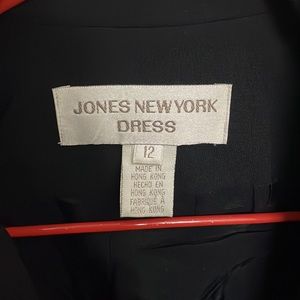 JONES NEW YORK
DRESS
12
MADE IN
HONG KONG
HECHO EN
HONG KONG
FABRIQUÉ À
HONG KONG